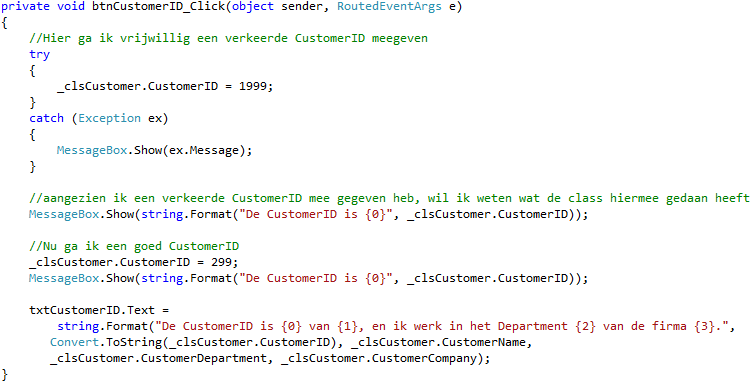 private void btnCustomerID_Click(object sender, RoutedEventArgs e)
{
    //Hier ga ik vrijwillig een verkeerde CustomerID meegeven
    try
    {
        _clsCustomer.CustomerID = 1999;
    }
    catch (Exception ex)
    {
        MessageBox.Show(ex.Message);
    }

    //aangezien ik een verkeerde CustomerID mee gegeven heb, wil ik weten wat de class hiermee gedaan heeft
    MessageBox.Show(string.Format("De CustomerID is {0}", _clsCustomer.CustomerID));

    //Nu ga ik een goed CustomerID
    _clsCustomer.CustomerID = 299;
    MessageBox.Show(string.Format("De CustomerID is {0}", _clsCustomer.CustomerID));

    txtCustomerID.Text =
        string.Format("De CustomerID is {0} van {1}, en ik werk in het Department {2} van de firma {3}.",
       Convert.ToString(_clsCustomer.CustomerID), _clsCustomer.CustomerName,
       _clsCustomer.CustomerDepartment, _clsCustomer.CustomerCompany);
}